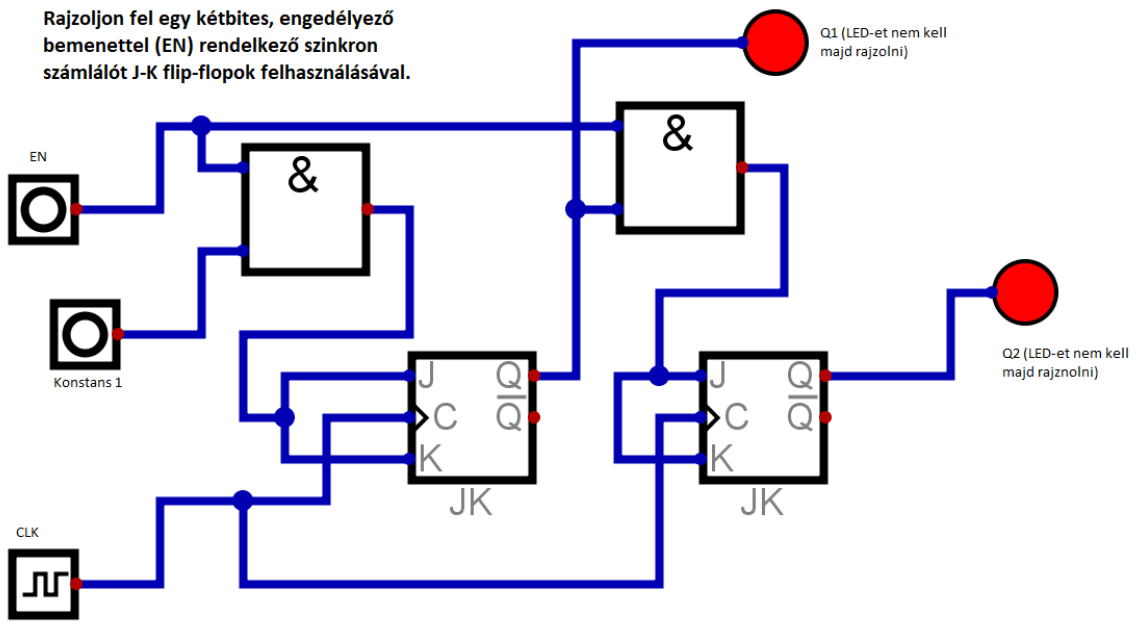 Rajzoljon fel egy kétbites, engedélyező
bemenettel (EN) rendelkező szinkron
számlálót J-K flip-flopok felhasználásával.
Q1 (LED-et nem kell
majd rajzolni)
&
&
EN
Konstans 1
Q2 (LED-et nem kell
majd rajznolni)
J Q
C Q
K
JK
J Q
C Q
K
JK
CLK